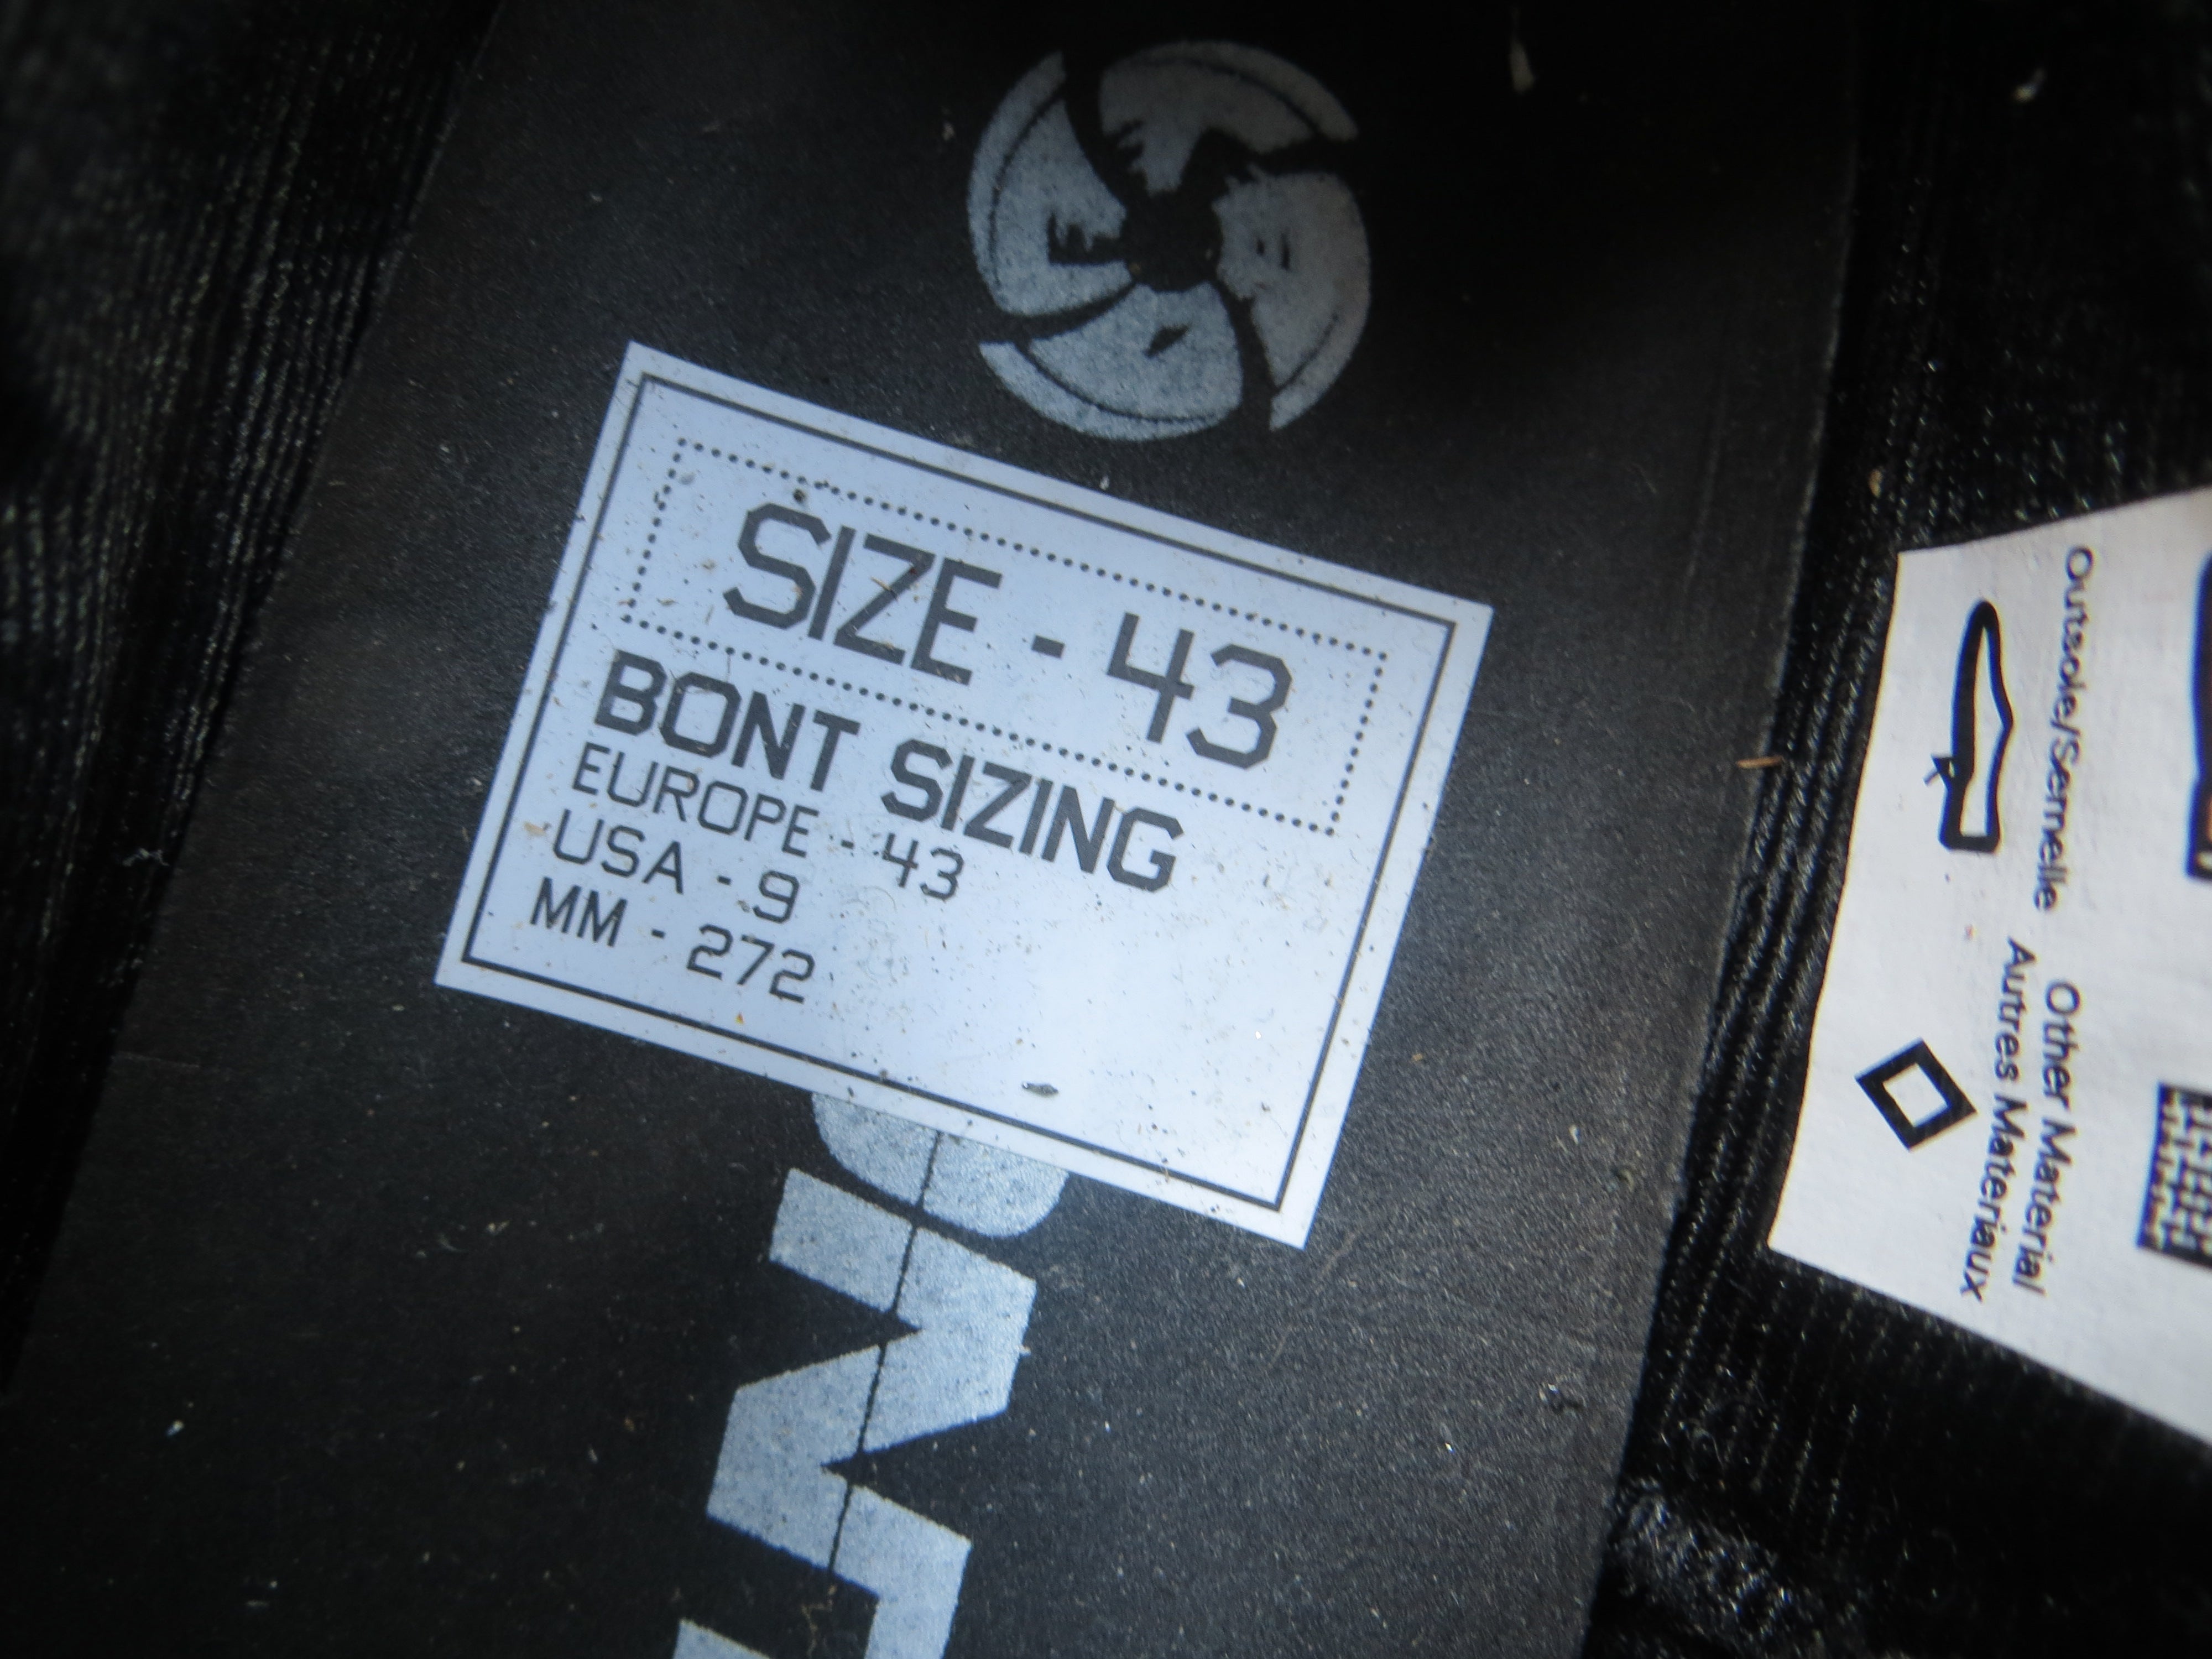 SIZE - 43
BONT SIZING
EUROPE - 43
USA - 9
MM - 272
Outsole/Semelle
Other Material
Autres Materiaux